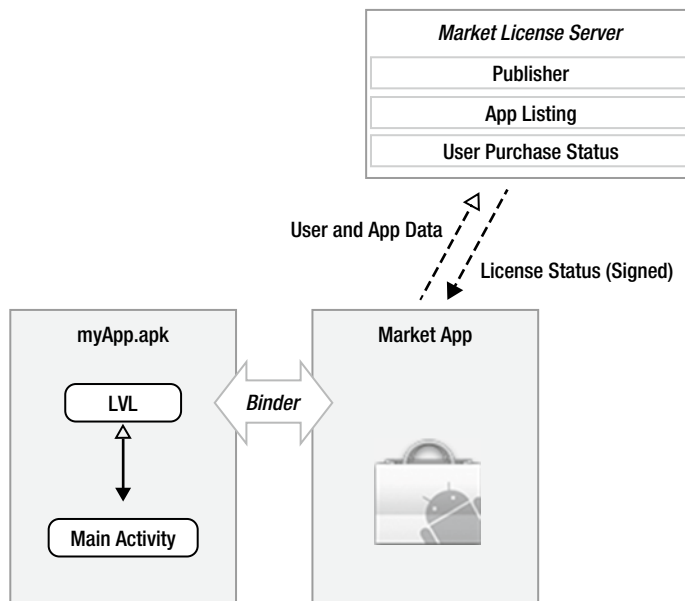 Market License Server
Publisher
App Listing
User Purchase Status
User and App Data
License Status (Signed)
myApp.apk
Market App
LVL
Binder
Main Activity